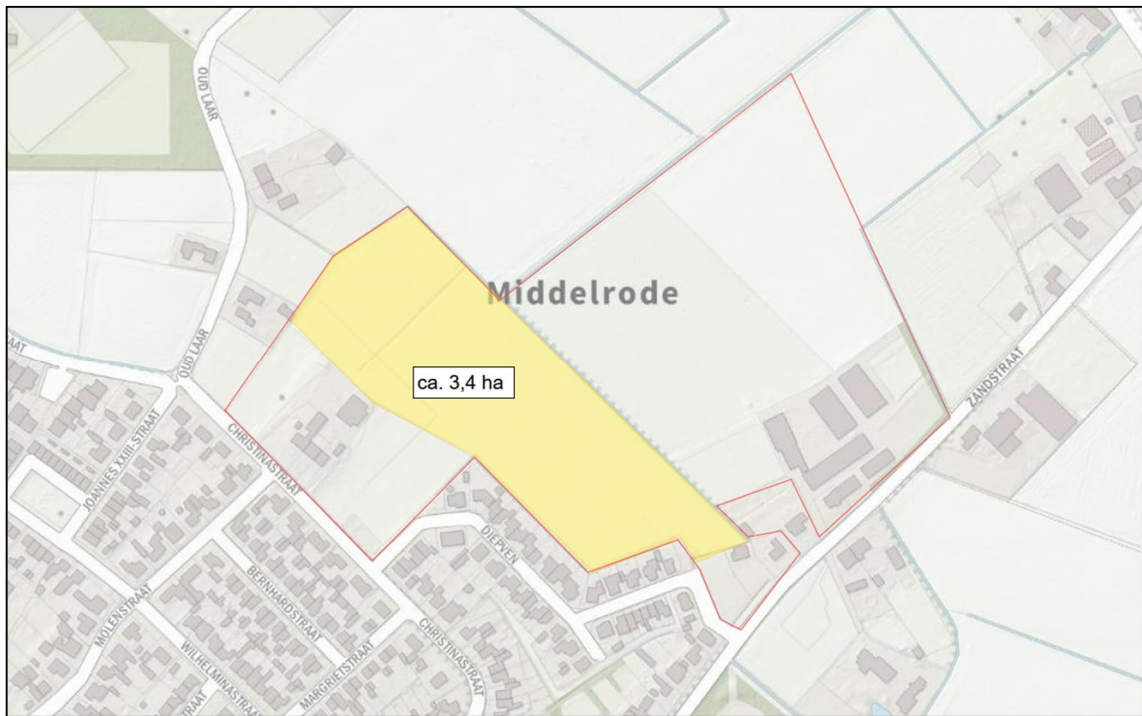 OUD LAAR
Middelrode
ca. 3,4 ha
ZANDSTRAAT
AAT
OUD LAAR
JOANNES XXIII-STRAAT
CHRISTINASTRAAT
DIEPVEN
MOLENSTRAAT
BERNHARDSTRAAT
CHRISTINASTRAAT
WILHELMINASTRAAT
MARGRIETSTRAAT